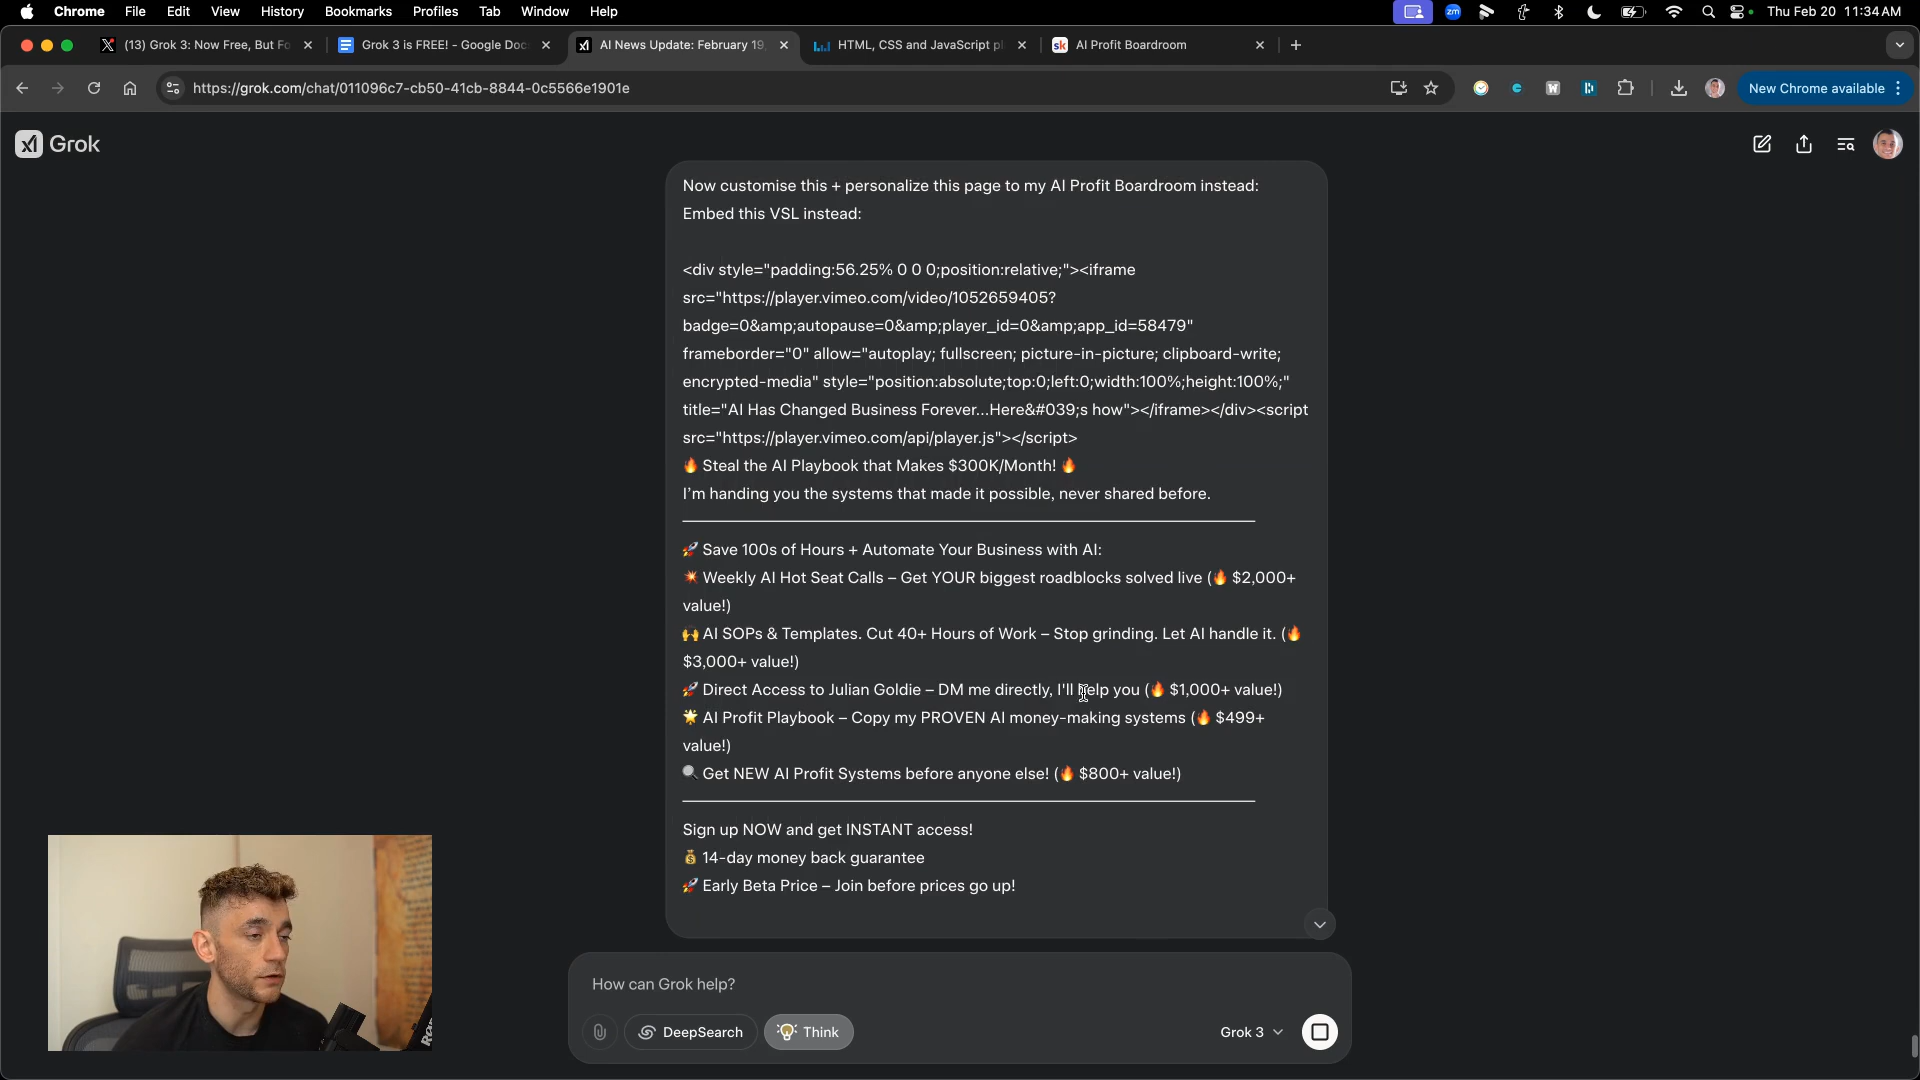 Chrome File Edit View History Bookmarks Profiles Tab Window Help
zm
Thu Feb 20 11:34 AM
(13) Grok 3: Now Free, But Fo
Grok 3 is FREE! - Google Doc
AI News Update: February 19,
HTML, CSS and JavaScript pl
sk AI Profit Boardroom
https://grok.com/chat/011096c7-cb50-41cb-8844-0c5566e1901e
New Chrome available
Grok
Now customise this + personalize this page to my AI Profit Boardroom instead:
Embed this VSL instead:
<div style="padding:56.25% 0 0 0;position:relative;"><iframe
src="https://player.vimeo.com/video/1052659405?
badge=0&amp;autopause=0&amp;player_id=0&amp;app_id=58479"
frameborder="0" allow="autoplay; fullscreen; picture-in-picture; clipboard-write;
encrypted-media" style="position:absolute;top:0;left:0;width:100%;height:100%;"
title="AI Has Changed Business Forever...Here&#039;s how"></iframe></div><script
src="https://player.vimeo.com/api/player.js"></script>
🔥 Steal the AI Playbook that Makes $300K/Month! 🔥
I'm handing you the systems that made it possible, never shared before.
🚀 Save 100s of Hours + Automate Your Business with AI:
💥 Weekly AI Hot Seat Calls – Get YOUR biggest roadblocks solved live (🔥 $2,000+
value!)
🙌 AI SOPs & Templates. Cut 40+ Hours of Work – Stop grinding. Let AI handle it. (🔥
$3,000+ value!)
🚀 Direct Access to Julian Goldie – DM me directly, I'll help you (🔥 $1,000+ value!)
🌟 AI Profit Playbook – Copy my PROVEN AI money-making systems (🔥 $499+
value!)
🔍 Get NEW AI Profit Systems before anyone else! (🔥 $800+ value!)
Sign up NOW and get INSTANT access!
💰 14-day money back guarantee
🚀 Early Beta Price – Join before prices go up!
How can Grok help?
DeepSearch
Think
Grok 3